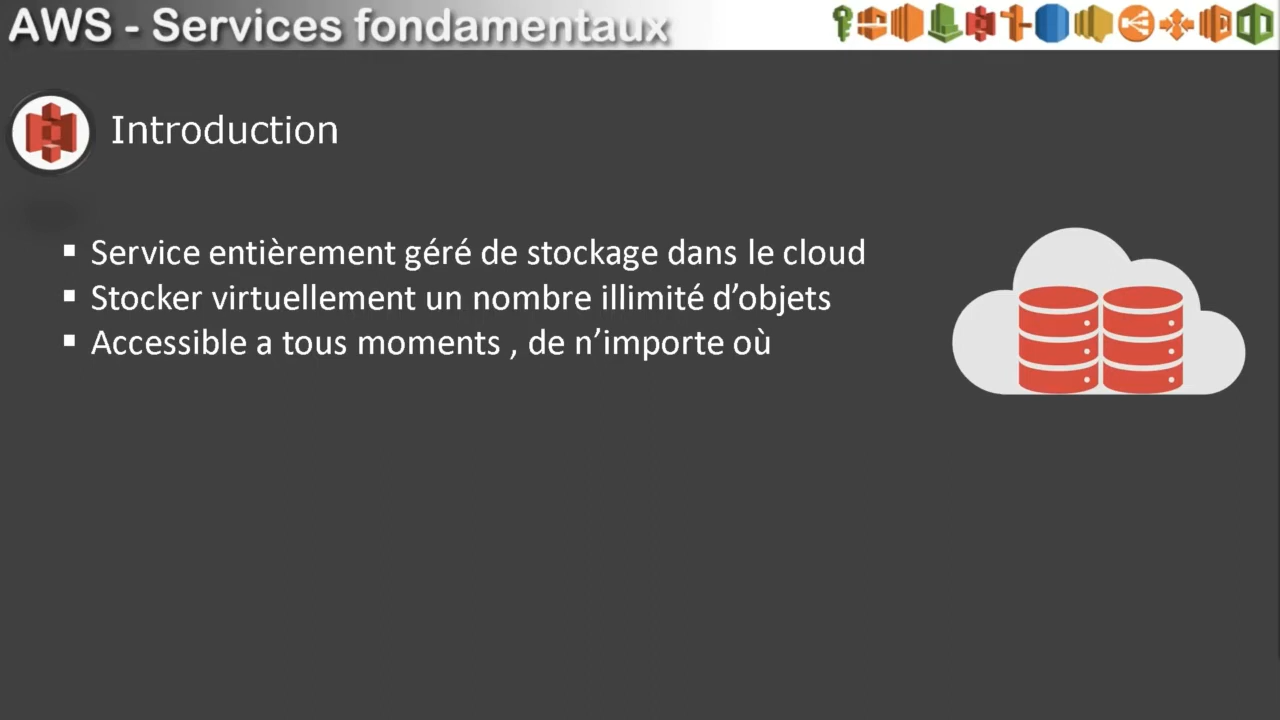 AWS - Services fondamentaux
Introduction
▪ Service entièrement géré de stockage dans le cloud
▪ Stocker virtuellement un nombre illimité d’objets
▪ Accessible a tous moments , de n’importe où